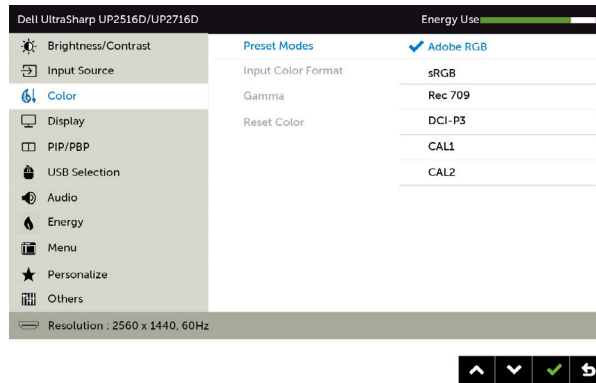 Dell UltraSharp UP2516D/UP2716D Energy Use
Brightness/Contrast Preset Modes Adobe RGB
Input Source Input Color Format sRGB
Color Gamma Rec 709
Display Reset Color DCI-P3
PIP/PBP CAL1
USB Selection CAL2
Audio
Energy
Menu
Personalize
Others
Resolution : 2560 x 1440, 60Hz